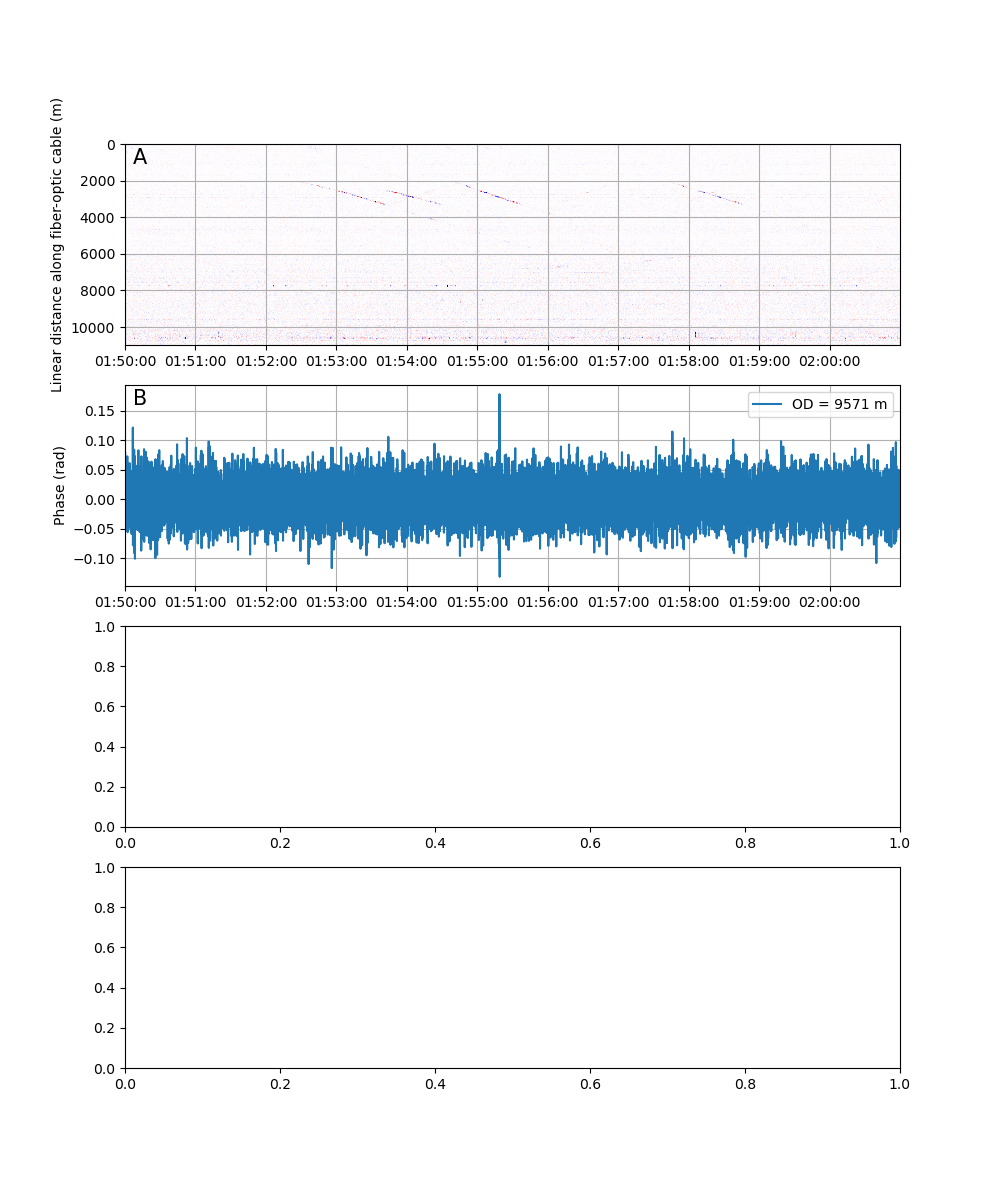 Linear distance along fiber-optic cable (m)
A
0
2000
4000
6000
8000
10000
01:50:00 01:51:00 01:52:00 01:53:00 01:54:00 01:55:00 01:56:00 01:57:00 01:58:00 01:59:00 02:00:00
Phase (rad)
B
OD = 9571 m
0.15
0.10
0.05
0.00
−0.05
−0.10
01:50:00 01:51:00 01:52:00 01:53:00 01:54:00 01:55:00 01:56:00 01:57:00 01:58:00 01:59:00 02:00:00
1.0
0.8
0.6
0.4
0.2
0.0
0.0 0.2 0.4 0.6 0.8 1.0
1.0
0.8
0.6
0.4
0.2
0.0
0.0 0.2 0.4 0.6 0.8 1.0